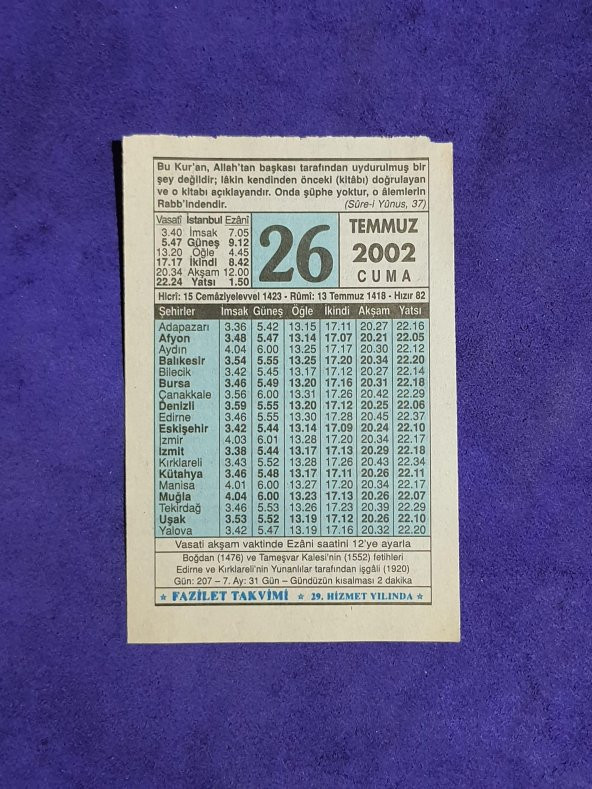 Bu Kur'an, Allah'tan başkası tarafından uydurulmuş bir
şey değildir; lâkin kendinden önceki (kitâbı) doğrulayan
ve o kitabı açıklayandır. Onda şüphe yoktur, o âlemlerin
Rabb'indendir. (Sûre-i Yûnus, 37)
Vasatî İstanbul Ezânî
3.40 İmsak 7.05
5.47 Güneş 9.12
13.20 Öğle 4.45
17.17 İkindi 8.42
20.34 Akşam 12.00
22.24 Yatsı 1.50
26
TEMMUZ
2002
CUMA
Hicrî: 15 Cemâziyelevvel 1423 - Rûmî: 13 Temmuz 1418 - Hızır 82
Şehirler İmsak Güneş Öğle İkindi Akşam Yatsı
Adapazarı 3.36 5.42 13.15 17.11 20.27 22.16
Afyon 3.48 5.47 13.14 17.07 20.21 22.05
Aydın 4.04 6.00 13.25 17.17 20.30 22.12
Balıkesir 3.54 5.55 13.25 17.20 20.34 22.20
Bilecik 3.42 5.45 13.17 17.12 20.27 22.14
Bursa 3.46 5.49 13.20 17.16 20.31 22.18
Çanakkale 3.56 6.00 13.31 17.26 20.42 22.29
Denizli 3.59 5.55 13.20 17.12 20.25 22.06
Edirne 3.46 5.55 13.30 17.28 20.45 22.37
Eskişehir 3.42 5.44 13.14 17.09 20.24 22.10
İzmir 4.03 6.01 13.28 17.20 20.34 22.17
İzmit 3.38 5.44 13.17 17.13 20.29 22.18
Kırklareli 3.43 5.52 13.28 17.26 20.43 22.34
Kütahya 3.46 5.48 13.17 17.11 20.26 22.11
Manisa 4.01 6.00 13.27 17.20 20.34 22.17
Muğla 4.04 6.00 13.23 17.13 20.26 22.07
Tekirdağ 3.46 5.53 13.26 17.23 20.39 22.29
Uşak 3.53 5.52 13.19 17.12 20.26 22.10
Yalova 3.42 5.47 13.19 17.16 20.32 22.20
Vasati akşam vaktinde Ezâni saatini 12'ye ayarla
Boğdan (1476) ve Tameşvar Kalesi'nin (1552) fetihleri
Edirne ve Kırklareli'nin Yunanlılar tarafından işgâli (1920)
Gün: 207 – 7. Ay: 31 Gün – Gündüzün kısalması 2 dakika
★ FAZİLET TAKVİMİ ★ 29. HİZMET YILINDA ★